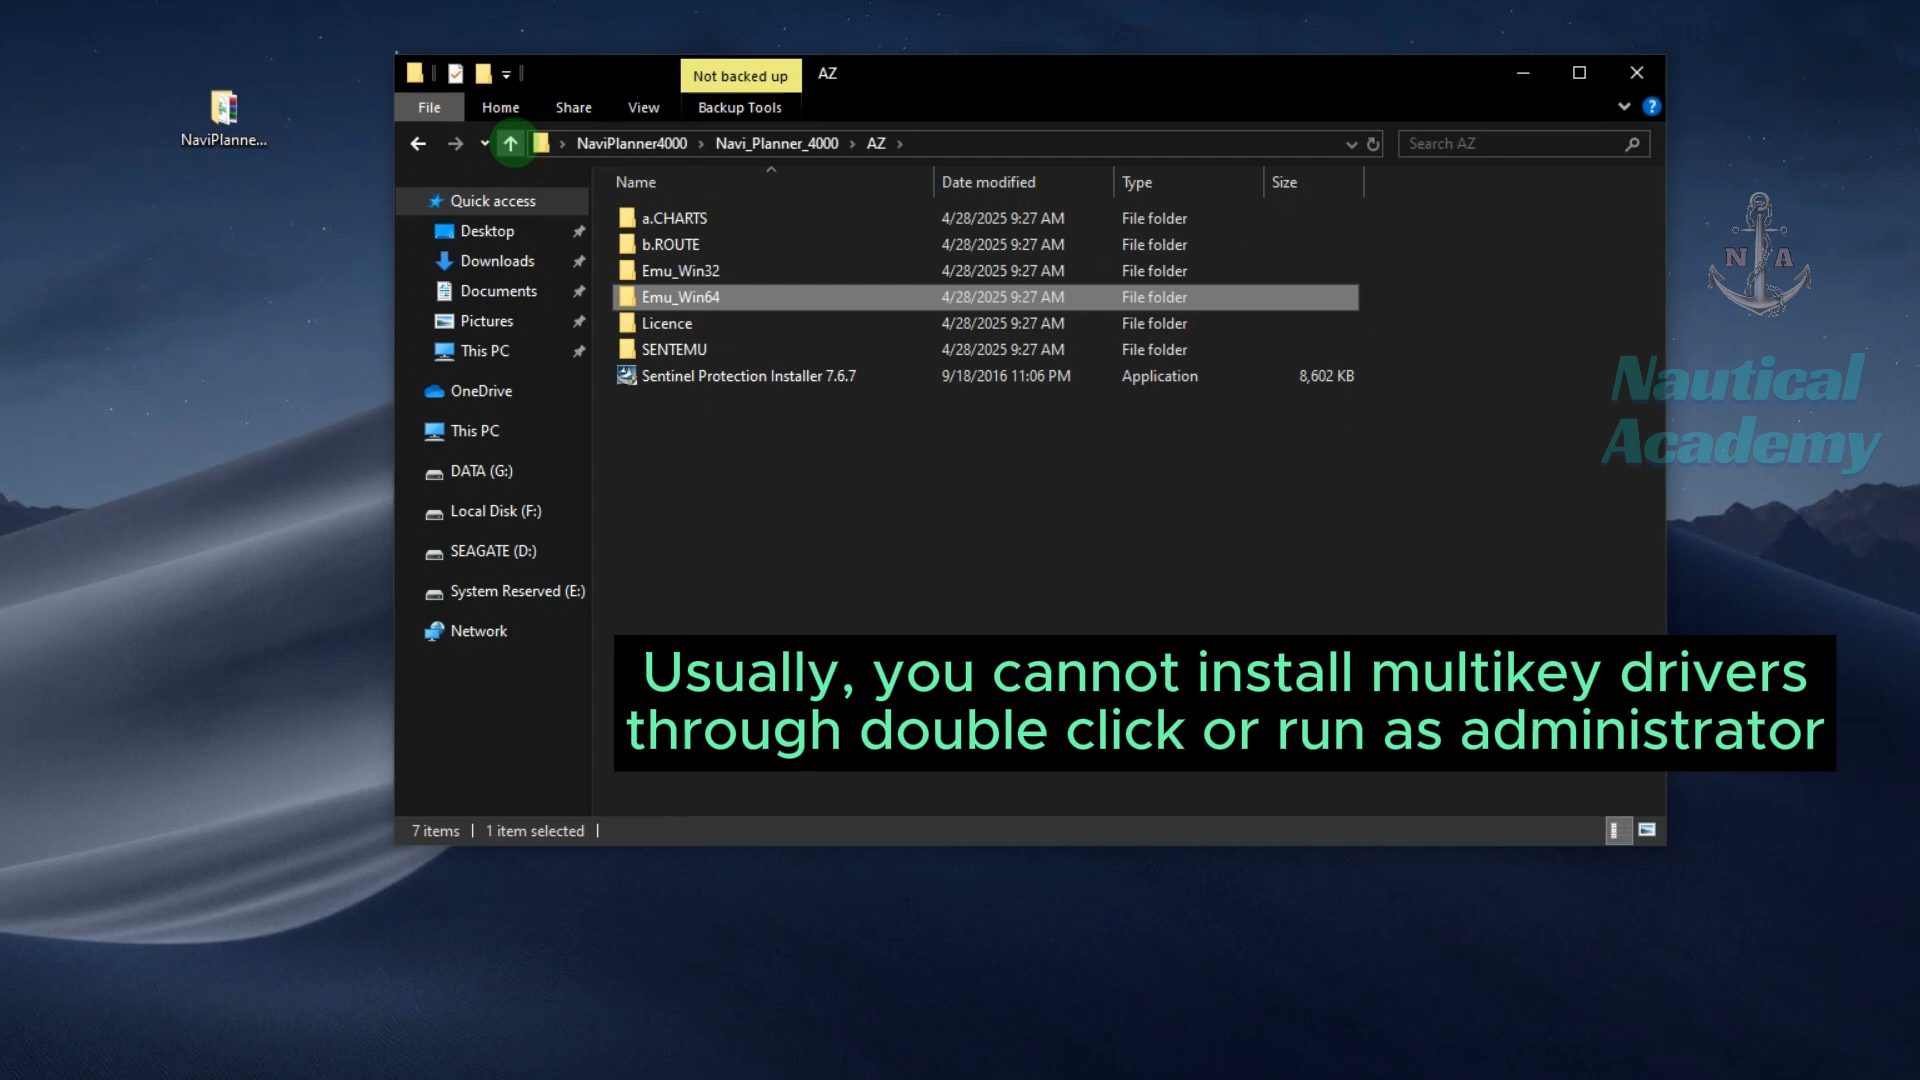 NaviPlanne...
Not backed up
AZ
File
Home
Share
View
Backup Tools
NaviPlanner4000
Navi_Planner_4000
AZ
Search AZ
Name
Date modified
Type
Size
Quick access
Desktop
Downloads
Documents
Pictures
This PC
OneDrive
This PC
DATA (G:)
Local Disk (F:)
SEAGATE (D:)
System Reserved (E:)
Network
a.CHARTS 4/28/2025 9:27 AM File folder
b.ROUTE 4/28/2025 9:27 AM File folder
Emu_Win32 4/28/2025 9:27 AM File folder
Emu_Win64 4/28/2025 9:27 AM File folder
Licence 4/28/2025 9:27 AM File folder
SENTEMU 4/28/2025 9:27 AM File folder
Sentinel Protection Installer 7.6.7 9/18/2016 11:06 PM Application 8,602 KB
N A
Nautical
Academy
Usually, you cannot install multikey drivers
through double click or run as administrator
7 items
1 item selected